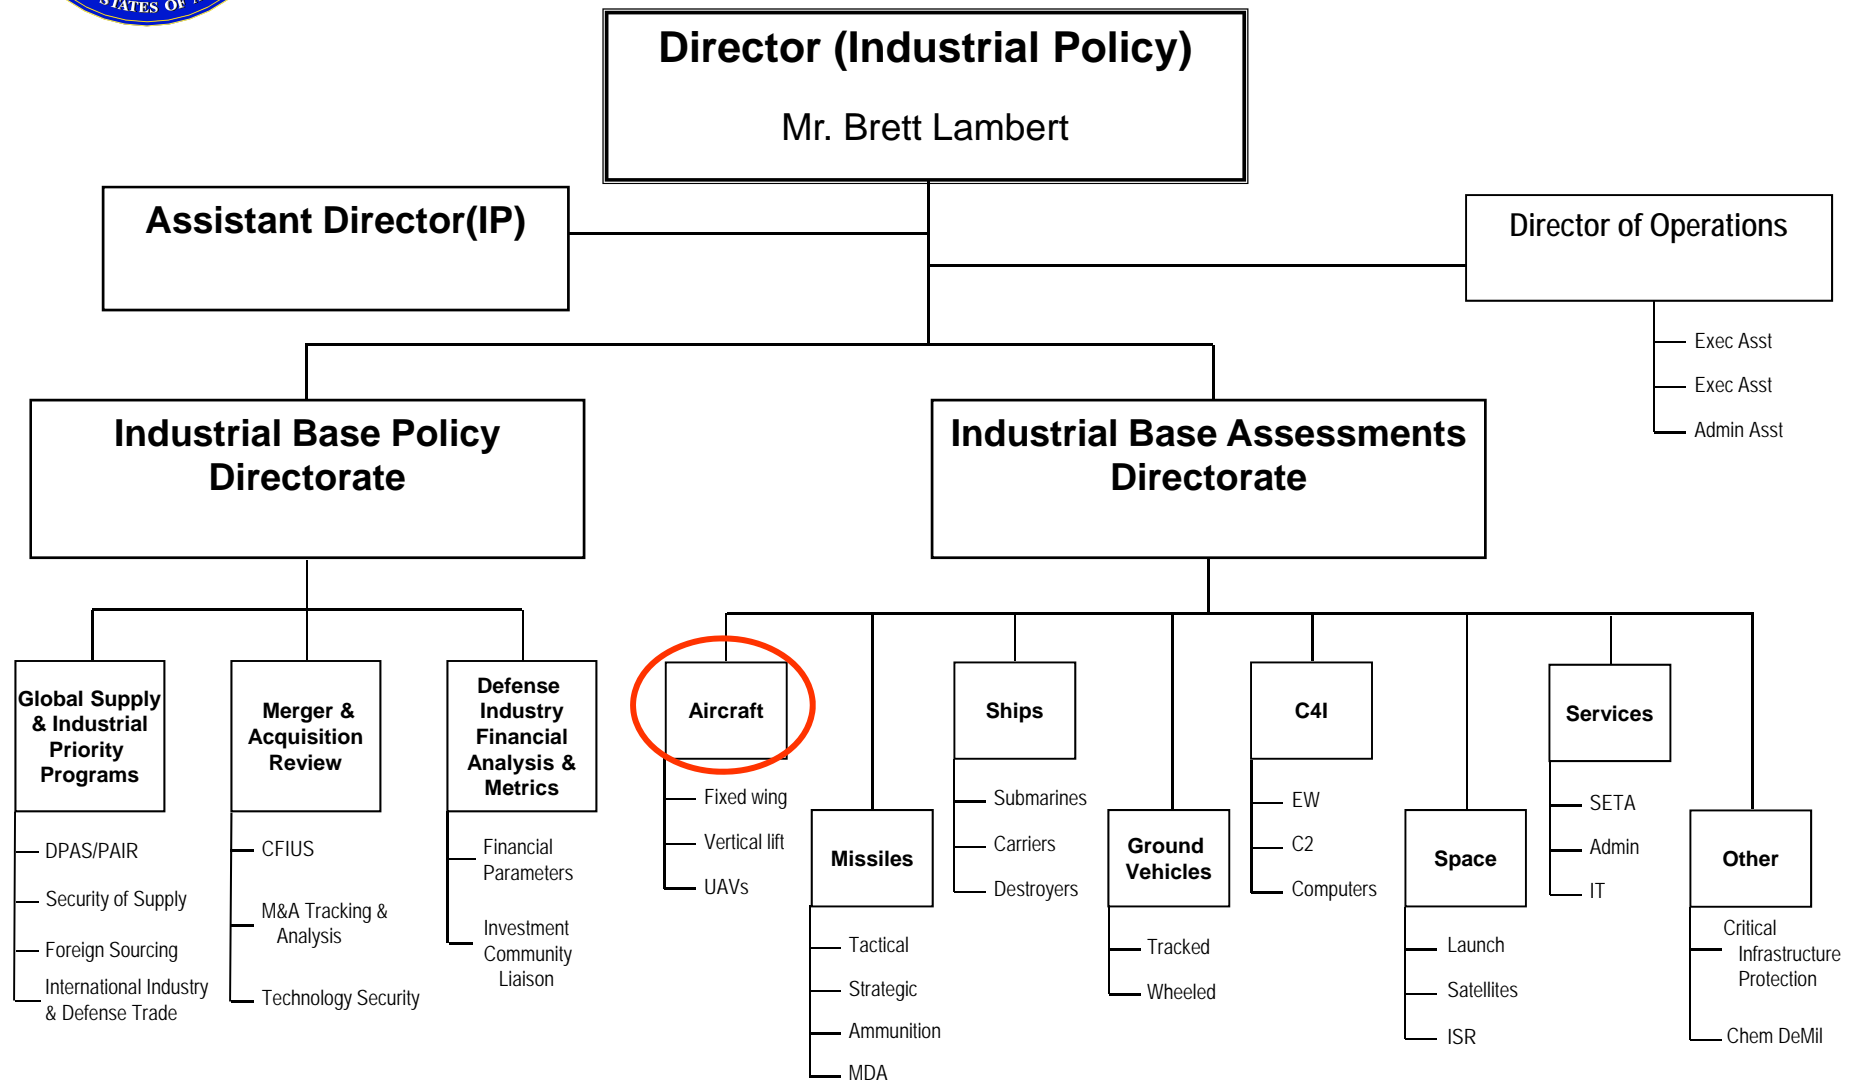 STATES OF
Director (Industrial Policy)
Mr. Brett Lambert
Assistant Director(IP)
Director of Operations
Exec Asst
Exec Asst
Admin Asst
Industrial Base Policy
Directorate
Industrial Base Assessments
Directorate
Global Supply
& Industrial
Priority
Programs
DPAS/PAIR
Security of Supply
Foreign Sourcing
International Industry
& Defense Trade
Merger &
Acquisition
Review
CFIUS
M&A Tracking &
Analysis
Technology Security
Defense
Industry
Financial
Analysis &
Metrics
Financial
Parameters
Investment
Community
Liaison
Aircraft
Fixed wing
Vertical lift
UAVs
Missiles
Tactical
Strategic
Ammunition
MDA
Ships
Submarines
Carriers
Destroyers
Ground
Vehicles
Tracked
Wheeled
C4I
EW
C2
Computers
Space
Launch
Satellites
ISR
Services
SETA
Admin
IT
Other
Critical
Infrastructure
Protection
Chem DeMil